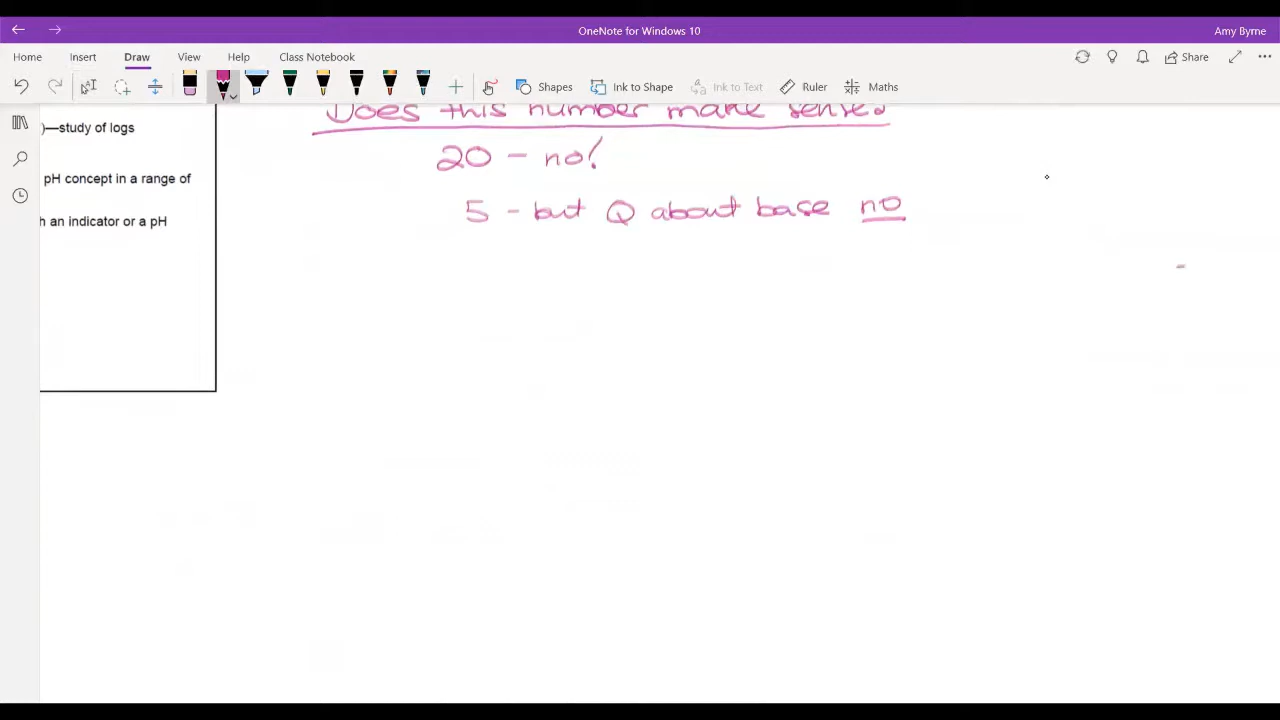 OneNote for Windows 10
Amy Byrne
Home Insert Draw View Help Class Notebook
Share
Shapes Ink to Shape Ink to Text Ruler Maths
Does this number make sense?
)—study of logs
20 - no!
pH concept in a range of
5 - but Q about base no
h an indicator or a pH